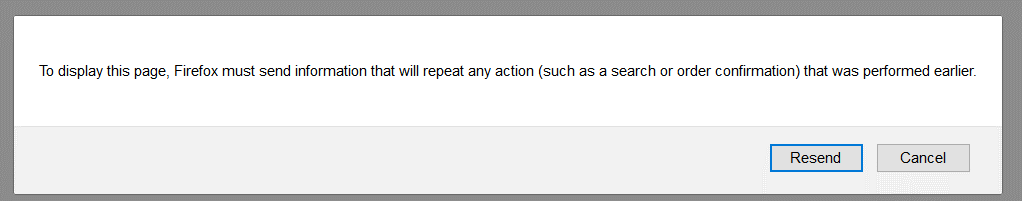 To display this page, Firefox must send information that will repeat any action (such as a search or order confirmation) that was performed earlier.
Resend Cancel